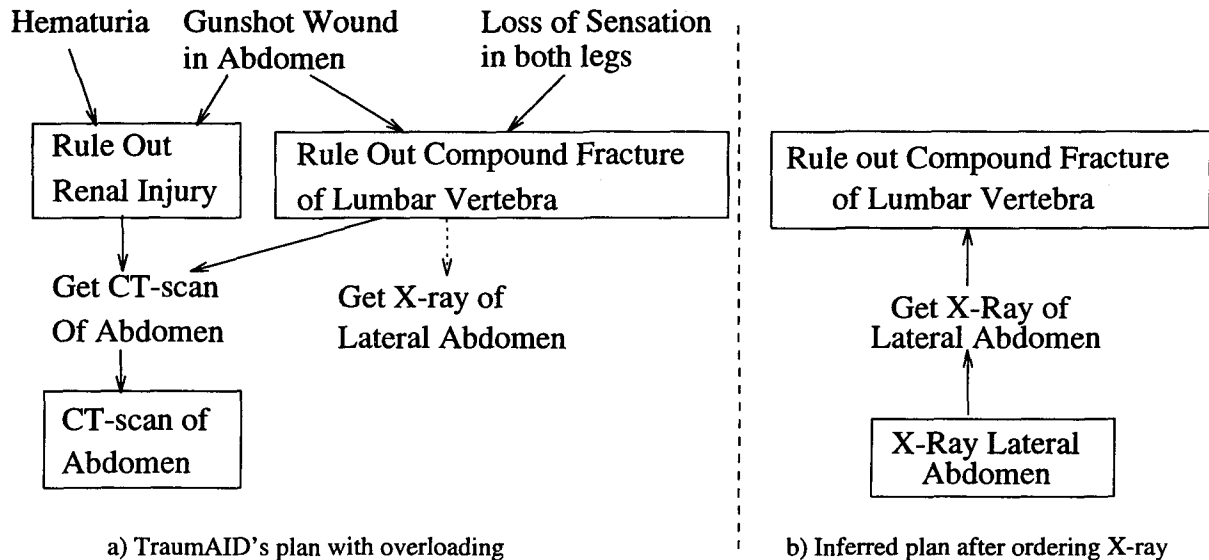 Hematuria
Gunshot Wound
in Abdomen
Loss of Sensation
in both legs
Rule Out
Renal Injury
Rule Out Compound Fracture
of Lumbar Vertebra
Get CT-scan
Of Abdomen
Get X-ray of
Lateral Abdomen
CT-scan of
Abdomen
a) TraumAID's plan with overloading
Rule out Compound Fracture
of Lumbar Vertebra
Get X-Ray of
Lateral Abdomen
X-Ray Lateral
Abdomen
b) Inferred plan after ordering X-ray